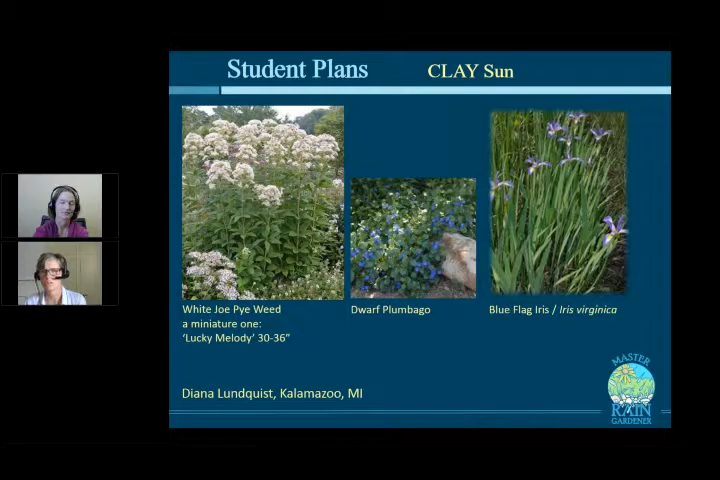 Student Plans
CLAY Sun
White Joe Pye Weed
a miniature one:
‘Lucky Melody’ 30-36”
Dwarf Plumbago
Blue Flag Iris / Iris virginica
Diana Lundquist, Kalamazoo, MI
MASTER
RAIN
GARDENER